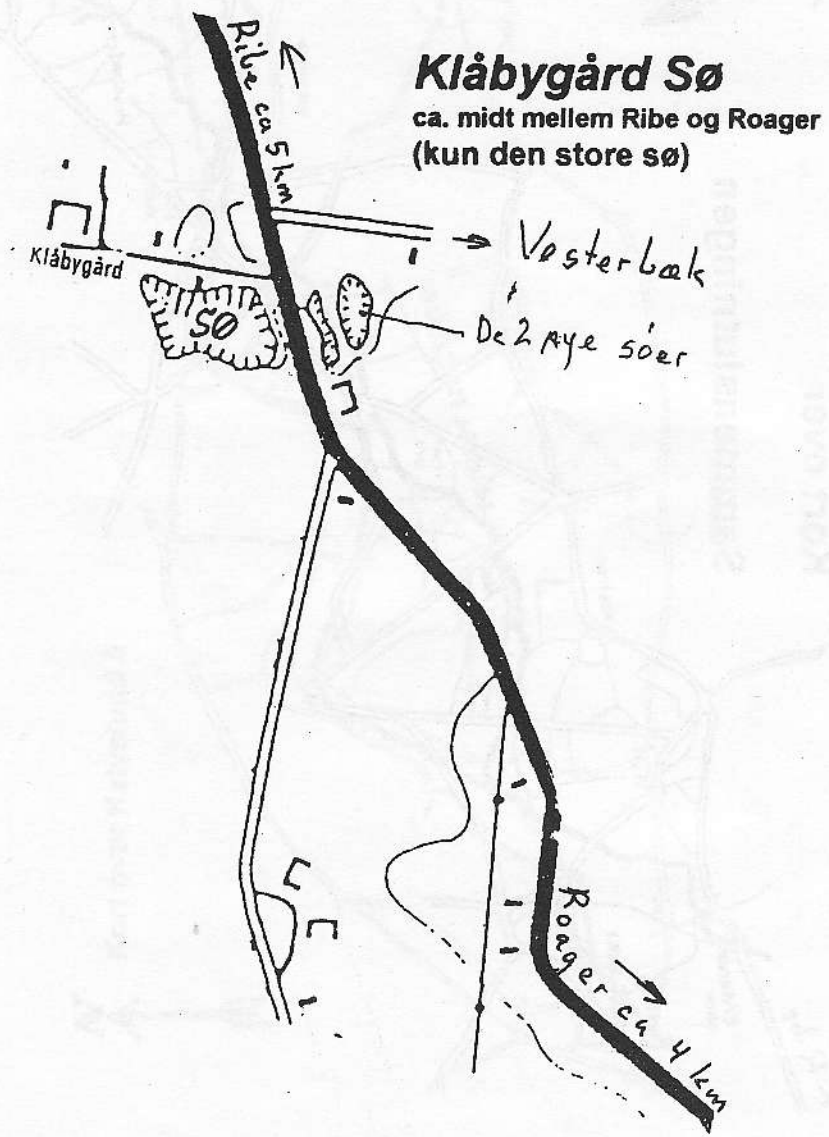 Klåbygård Sø
ca. midt mellem Ribe og Roager
(kun den store sø)
Ribe ca 5 km
Vesterbæk
Klåbygård
SØ
De 2 nye søer
Roager ca 4 km